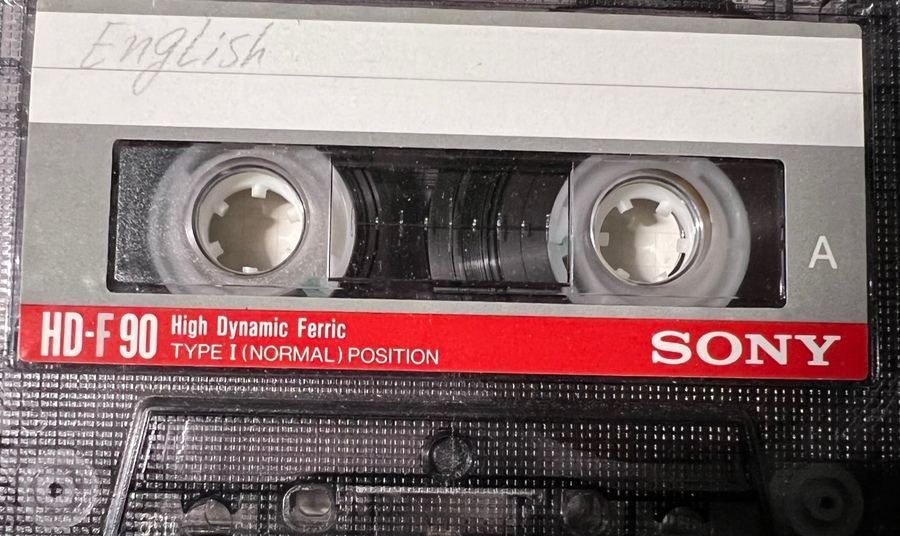 English
A
HD-F 90 High Dynamic Ferric
TYPE I (NORMAL) POSITION
SONY